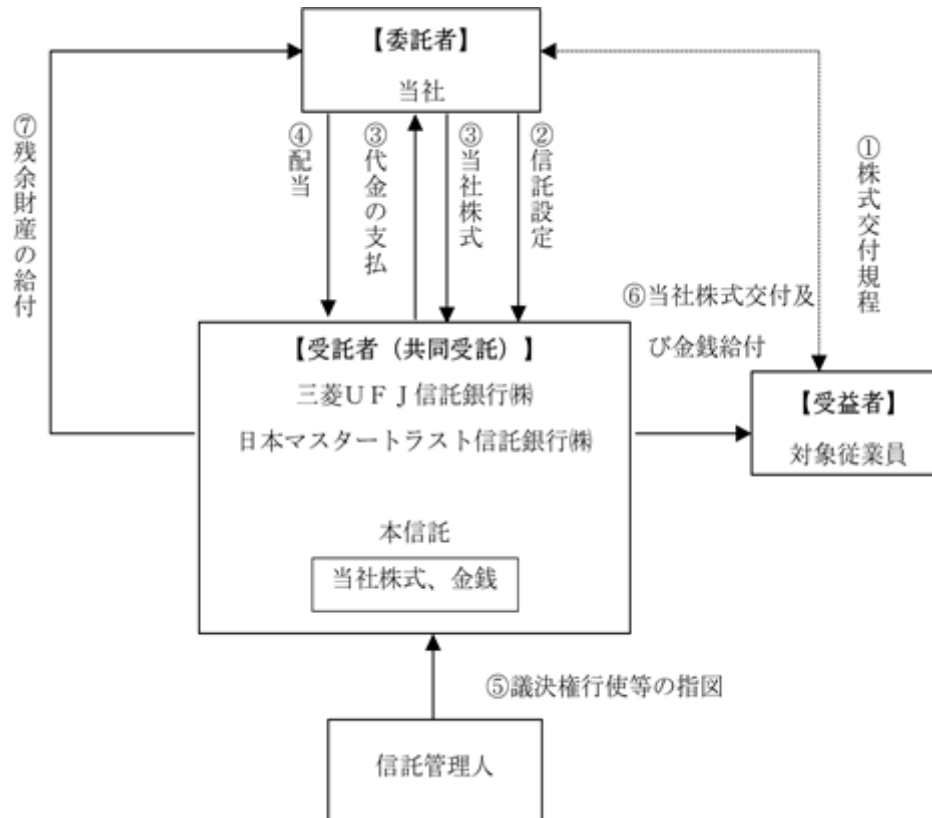 【委託者】
当社
⑦残余財産の給付
④配当
③代金の支払
③当社株式
②信託設定
①株式交付規程
⑥当社株式交付及
び金銭給付
【受託者（共同受託）】
三菱ＵＦＪ信託銀行㈱
日本マスタートラスト信託銀行㈱
【受益者】
対象従業員
本信託
当社株式、金銭
⑤議決権行使等の指図
信託管理人